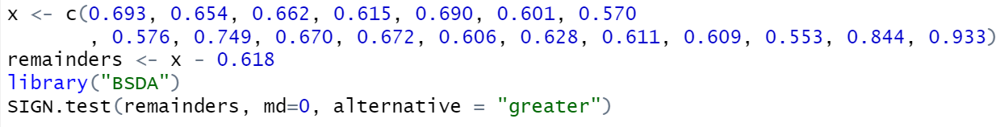 x <- c(0.693, 0.654, 0.662, 0.615, 0.690, 0.601, 0.570
, 0.576, 0.749, 0.670, 0.672, 0.606, 0.628, 0.611, 0.609, 0.553, 0.844, 0.933)
remainders <- x - 0.618
library("BSDA")
SIGN.test(remainders, md=0, alternative = "greater")